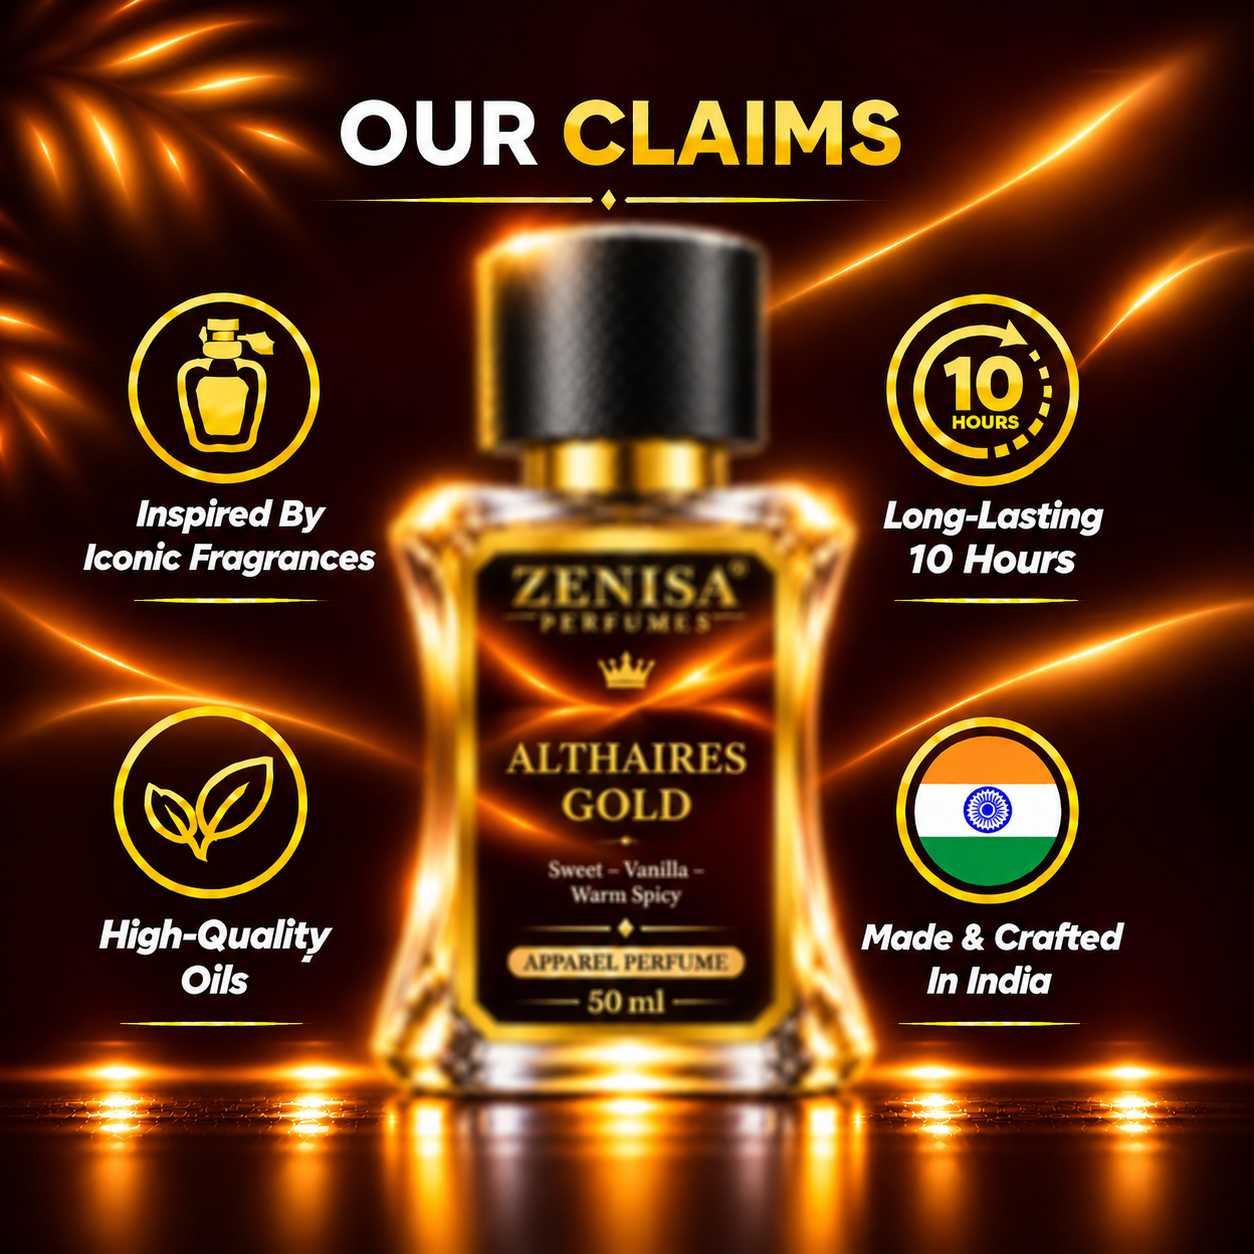 OUR CLAIMS
Inspired By
Iconic Fragrances
10
HOURS
Long-Lasting
10 Hours
ZENISA®
PERFUMES
ALTHAIRES
GOLD
Sweet – Vanilla –
Warm Spicy
APPAREL PERFUME
50 ml
High-Quality
Oils
Made & Crafted
In India